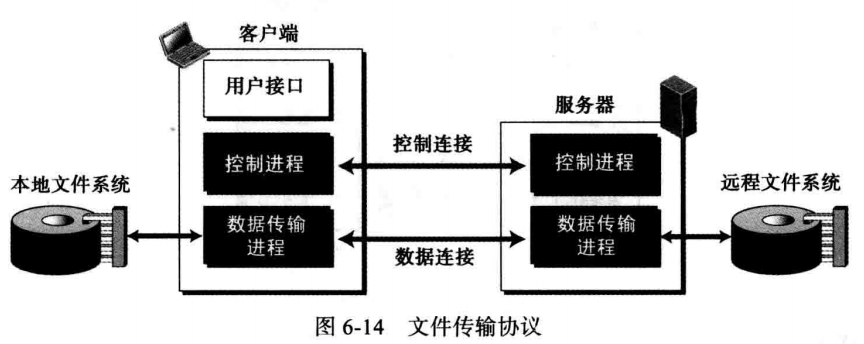 客户端
用户接口
服务器
控制进程
控制连接
控制进程
本地文件系统
远程文件系统
数据传输
进程
数据连接
数据传输
进程
图 6-14 文件传输协议